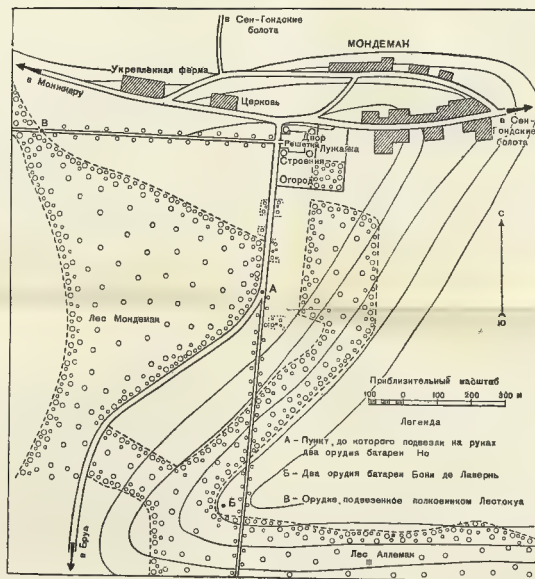 в Сен-Гондские
болота
МОНДЕМАН
Укрепленная ферма
в Монжиару
Церковь
в Сен-
Гондские
болота
В
Двор
Решетка
Лужайка
Строения
Огород
С
Ю
А
Лес Мондеман
Приблизительный масштаб
100 0 100 200 300 м
Легенда
А – Пункт, до которого подвезли на руках
два орудия батареи Но
Б – Два орудия батареи Бони де Лавернь
В – Орудие, подвезенное полковником Лестокуа
Б
в Бруа
Лес Аллеман